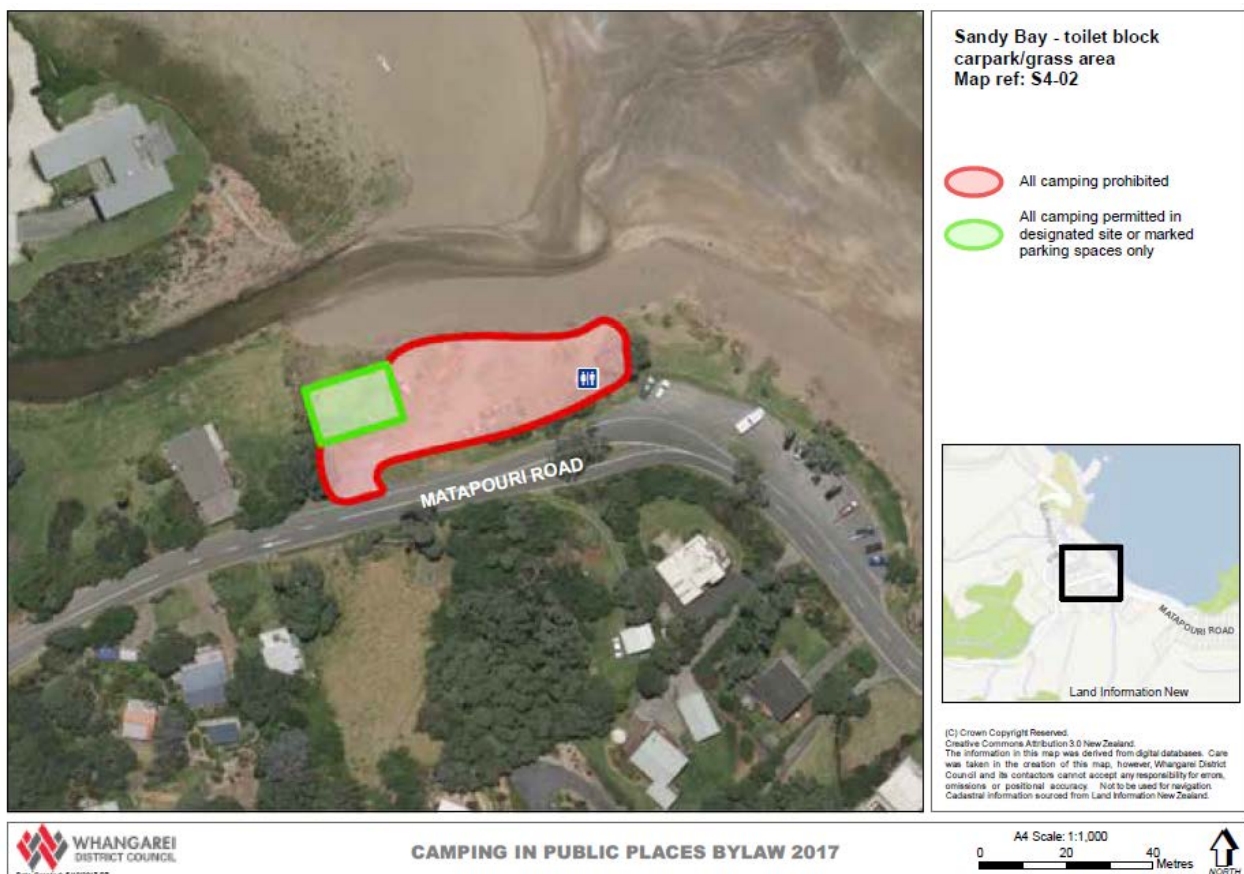 Sandy Bay - toilet block
carpark/grass area
Map ref: S4-02
All camping prohibited
All camping permitted in
designated site or marked
parking spaces only
MATAPOURI ROAD
MATAPOURI ROAD
Land Information New
(C) Crown Copyright Reserved.
Creative Commons Attribution 3.0 New Zealand.
The information in this map was derived from digital databases. Care
was taken in the creation of this map, however, Whangarei District
Council and its contactors cannot accept any responsibility for errors,
omissions or positional accuracy. Not to be used for navigation.
Cadastral information sourced from Land Information New Zealand.
WHANGAREI
DISTRICT COUNCIL
CAMPING IN PUBLIC PLACES BYLAW 2017
A4 Scale: 1:1,000
0 20 40
Metres
NORTH